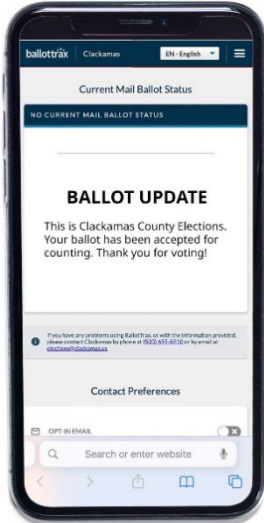 ballottrax Clackamas EN - English
Current Mail Ballot Status
NO CURRENT MAIL BALLOT STATUS
BALLOT UPDATE
This is Clackamas County Elections.
Your ballot has been accepted for
counting. Thank you for voting!
If you have any problems using BallotTrax, or with the information provided,
please contact Clackamas by phone at (503) 655-8510 or by email at
elections@clackamas.us
Contact Preferences
OPT-IN EMAIL
Search or enter website